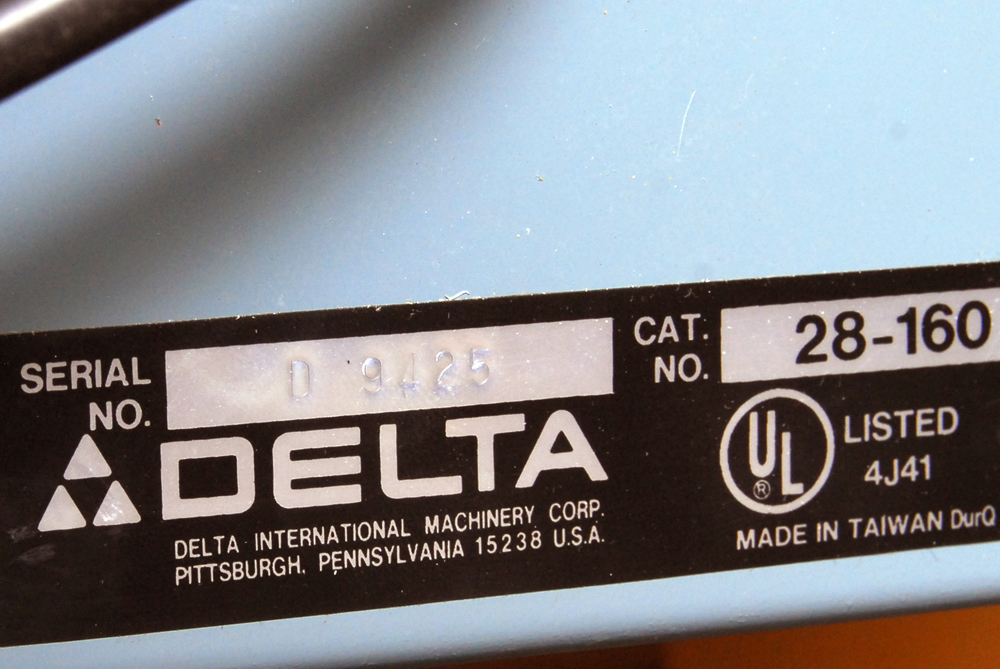 SERIAL NO. D 9425
DELTA
DELTA INTERNATIONAL MACHINERY CORP.
PITTSBURGH, PENNSYLVANIA 15238 U.S.A.
CAT. NO. 28-160
UL ®
LISTED
4J41
MADE IN TAIWAN DurQ